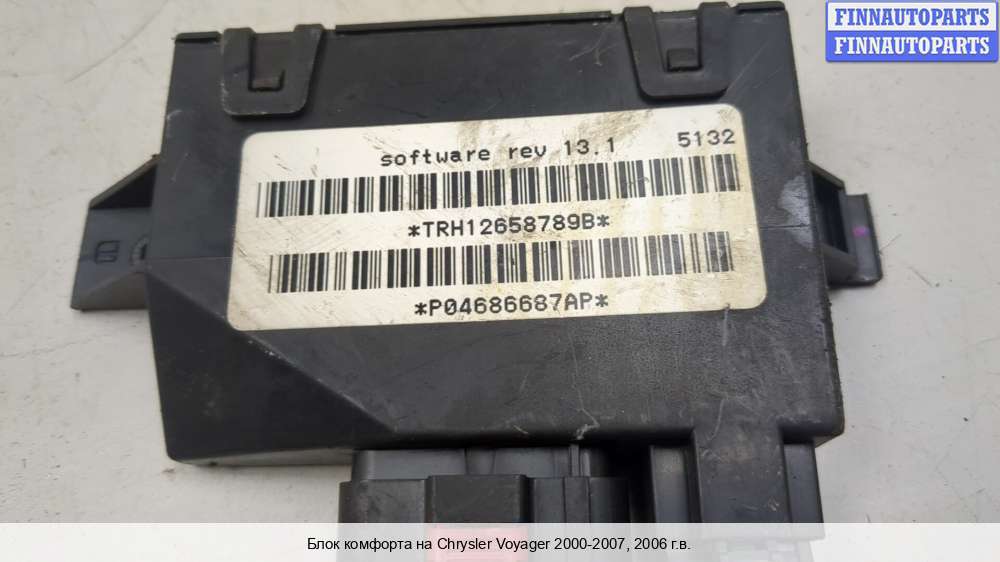 FINNAUTOPARTS
FINNAUTOPARTS
software rev 13.1 5132
*TRH12658789B*
*P04686687AP*
Блок комфорта на Chrysler Voyager 2000-2007, 2006 г.в.